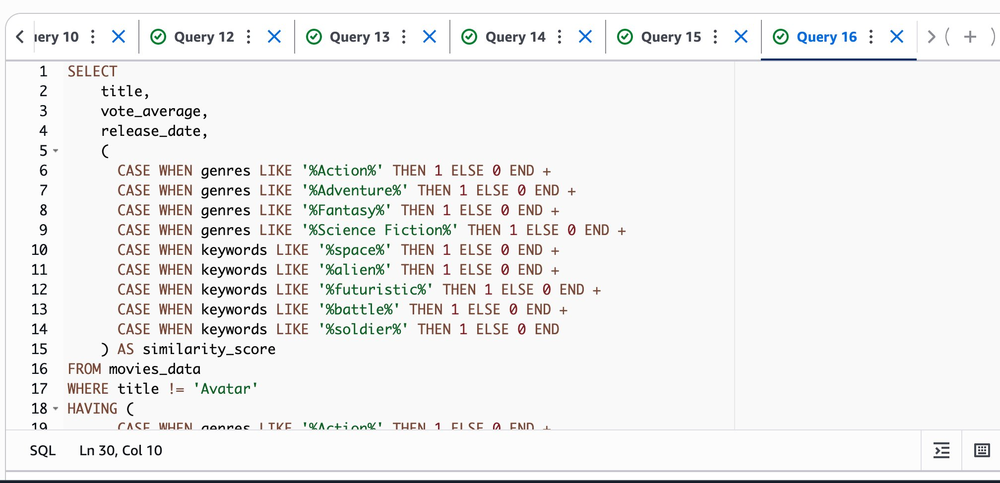 uery 10 Query 12 Query 13 Query 14 Query 15 Query 16
1 SELECT
2 title,
3 vote_average,
4 release_date,
5 (
6 CASE WHEN genres LIKE '%Action%' THEN 1 ELSE 0 END +
7 CASE WHEN genres LIKE '%Adventure%' THEN 1 ELSE 0 END +
8 CASE WHEN genres LIKE '%Fantasy%' THEN 1 ELSE 0 END +
9 CASE WHEN genres LIKE '%Science Fiction%' THEN 1 ELSE 0 END +
10 CASE WHEN keywords LIKE '%space%' THEN 1 ELSE 0 END +
11 CASE WHEN keywords LIKE '%alien%' THEN 1 ELSE 0 END +
12 CASE WHEN keywords LIKE '%futuristic%' THEN 1 ELSE 0 END +
13 CASE WHEN keywords LIKE '%battle%' THEN 1 ELSE 0 END +
14 CASE WHEN keywords LIKE '%soldier%' THEN 1 ELSE 0 END
15 ) AS similarity_score
16 FROM movies_data
17 WHERE title != 'Avatar'
18 HAVING (
19 CASE WHEN genres LIKE '%Action%' THEN 1 ELSE 0 END +
SQL Ln 30, Col 10